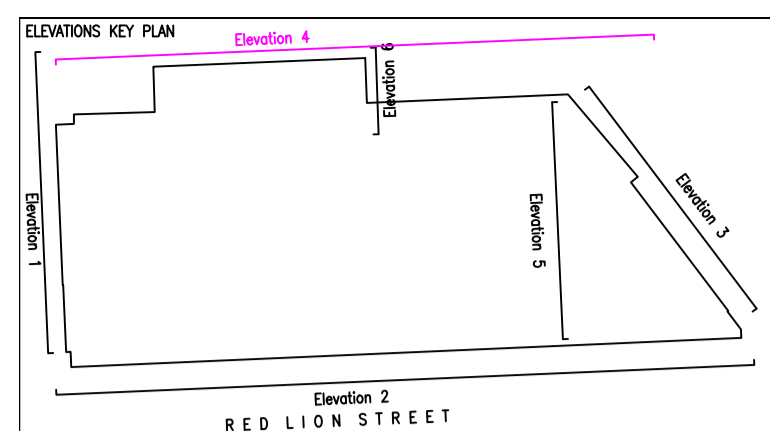 ELEVATIONS KEY PLAN
Elevation 4
Elevation 6
Elevation 1
Elevation 5
Elevation 3
Elevation 2
RED LION STREET